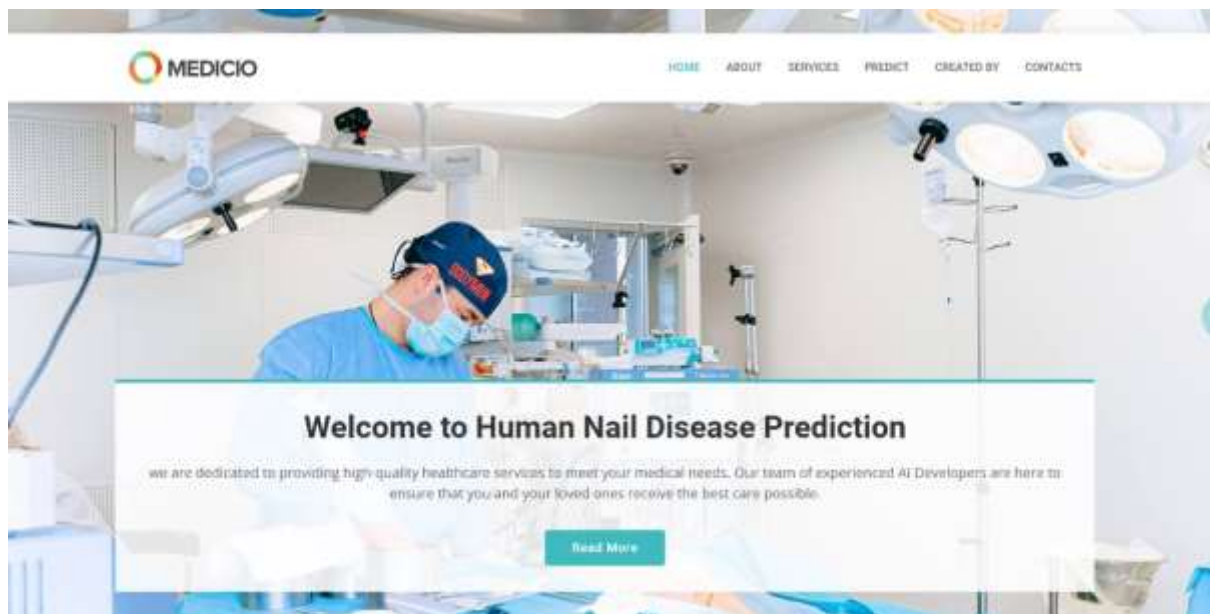 MEDICIO
HOME ABOUT SERVICES PREDICT CREATED BY CONTACTS
Welcome to Human Nail Disease Prediction
we are dedicated to providing high-quality healthcare services to meet your medical needs. Our team of experienced AI Developers are here to
ensure that you and your loved ones receive the best care possible.
Read More